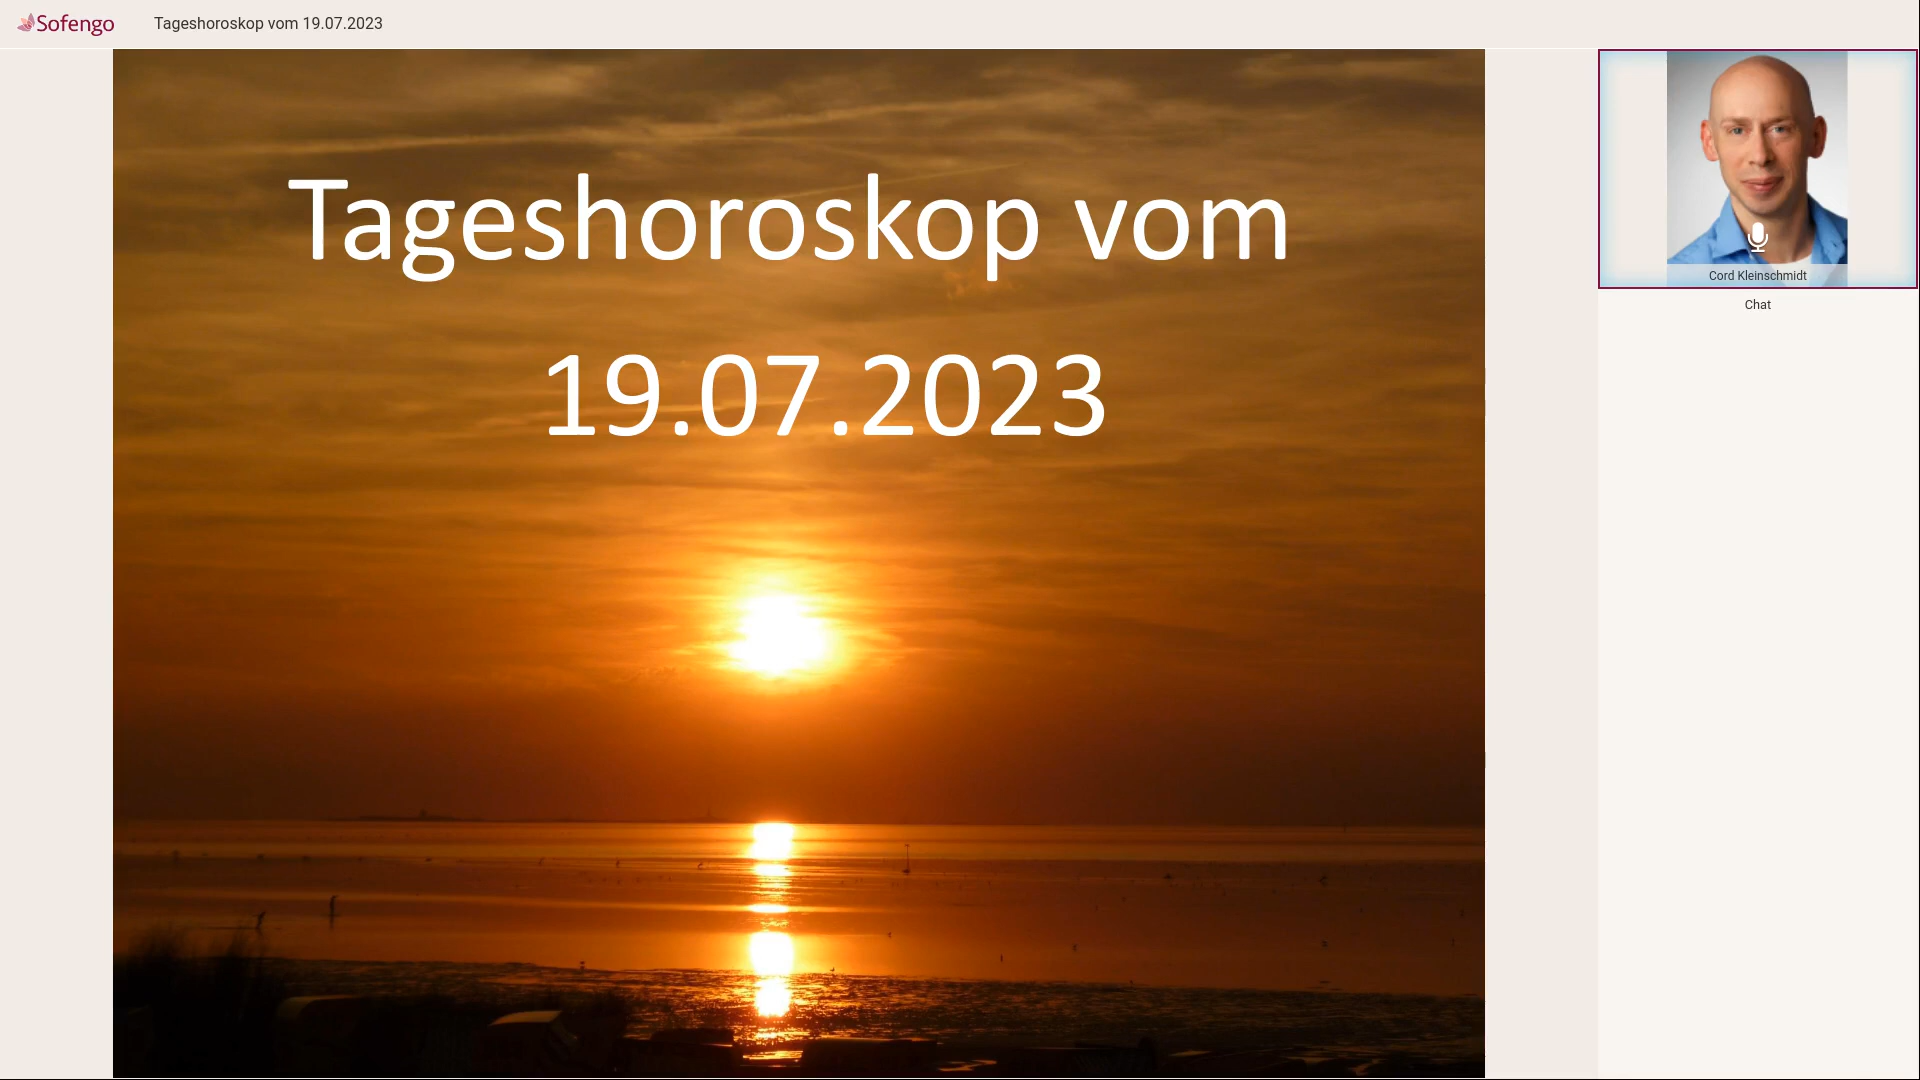 Sofengo
Tageshoroskop vom 19.07.2023
Tageshoroskop vom
19.07.2023
Cord Kleinschmidt
Chat